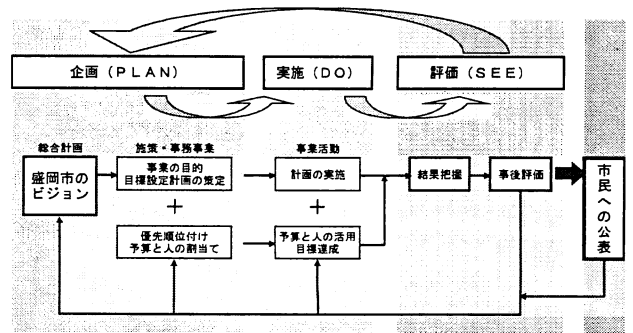 企画（ＰＬＡＮ）
実施（ＤＯ）
評価（ＳＥＥ）
総合計画
施策・事務事業
事業活動
盛岡市の
ビジョン
事業の目的
目標設定計画の策定
計画の実施
結果把握
事後評価
市民への公表
＋
＋
優先順位付け
予算と人の割当て
予算と人の活用
目標達成